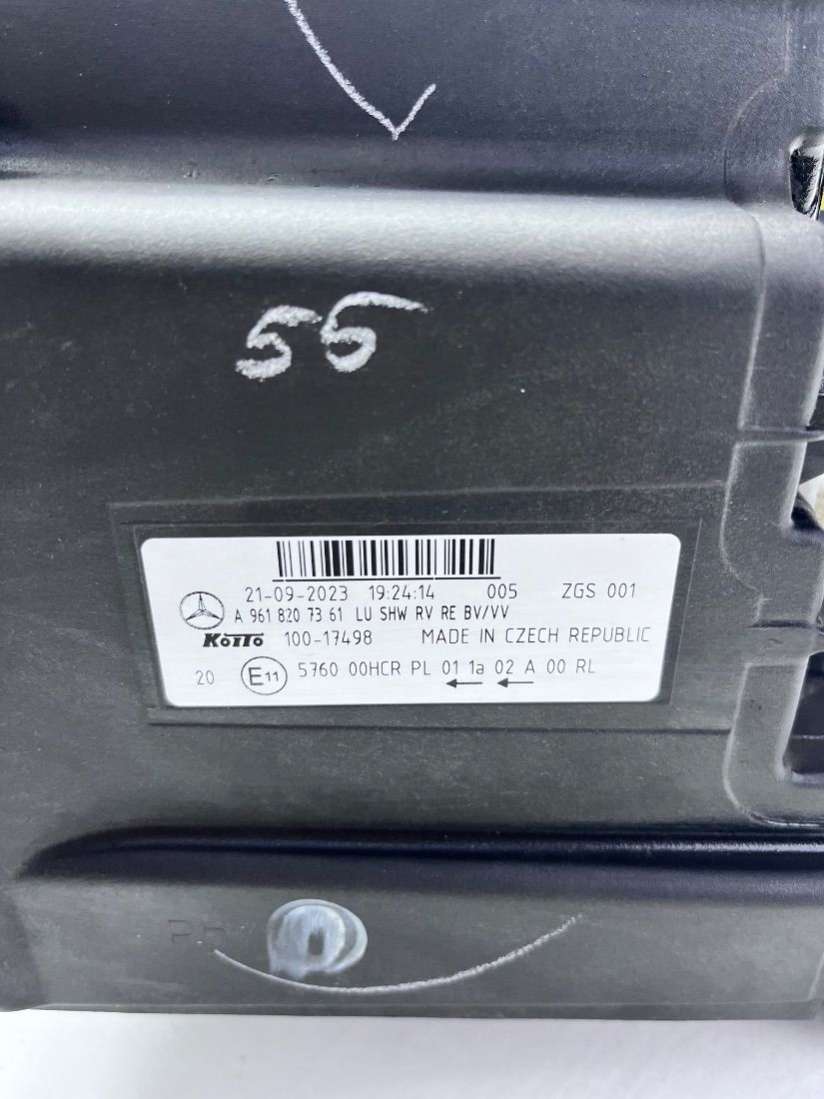 55
21-09-2023 19:24:14 005 ZGS 001
A 961 820 73 61 LU SHW RV RE BV/VV
KOITO 100-17498 MADE IN CZECH REPUBLIC
20 E11 5760 00HCR PL 01 1a 02 A 00 RL